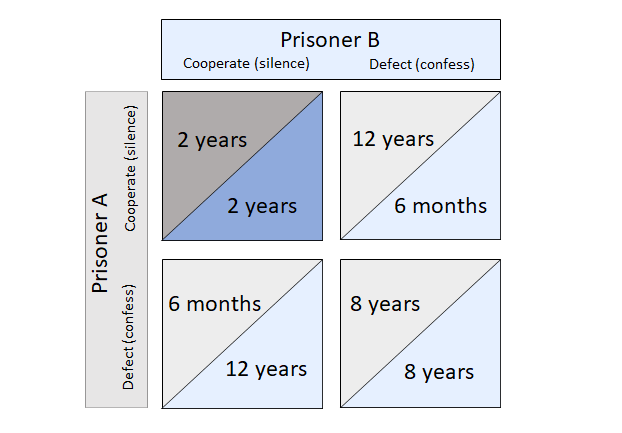 Prisoner B
Cooperate (silence) Defect (confess)
Prisoner A
Cooperate (silence)
Defect (confess)
2 years
2 years
12 years
6 months
6 months
12 years
8 years
8 years